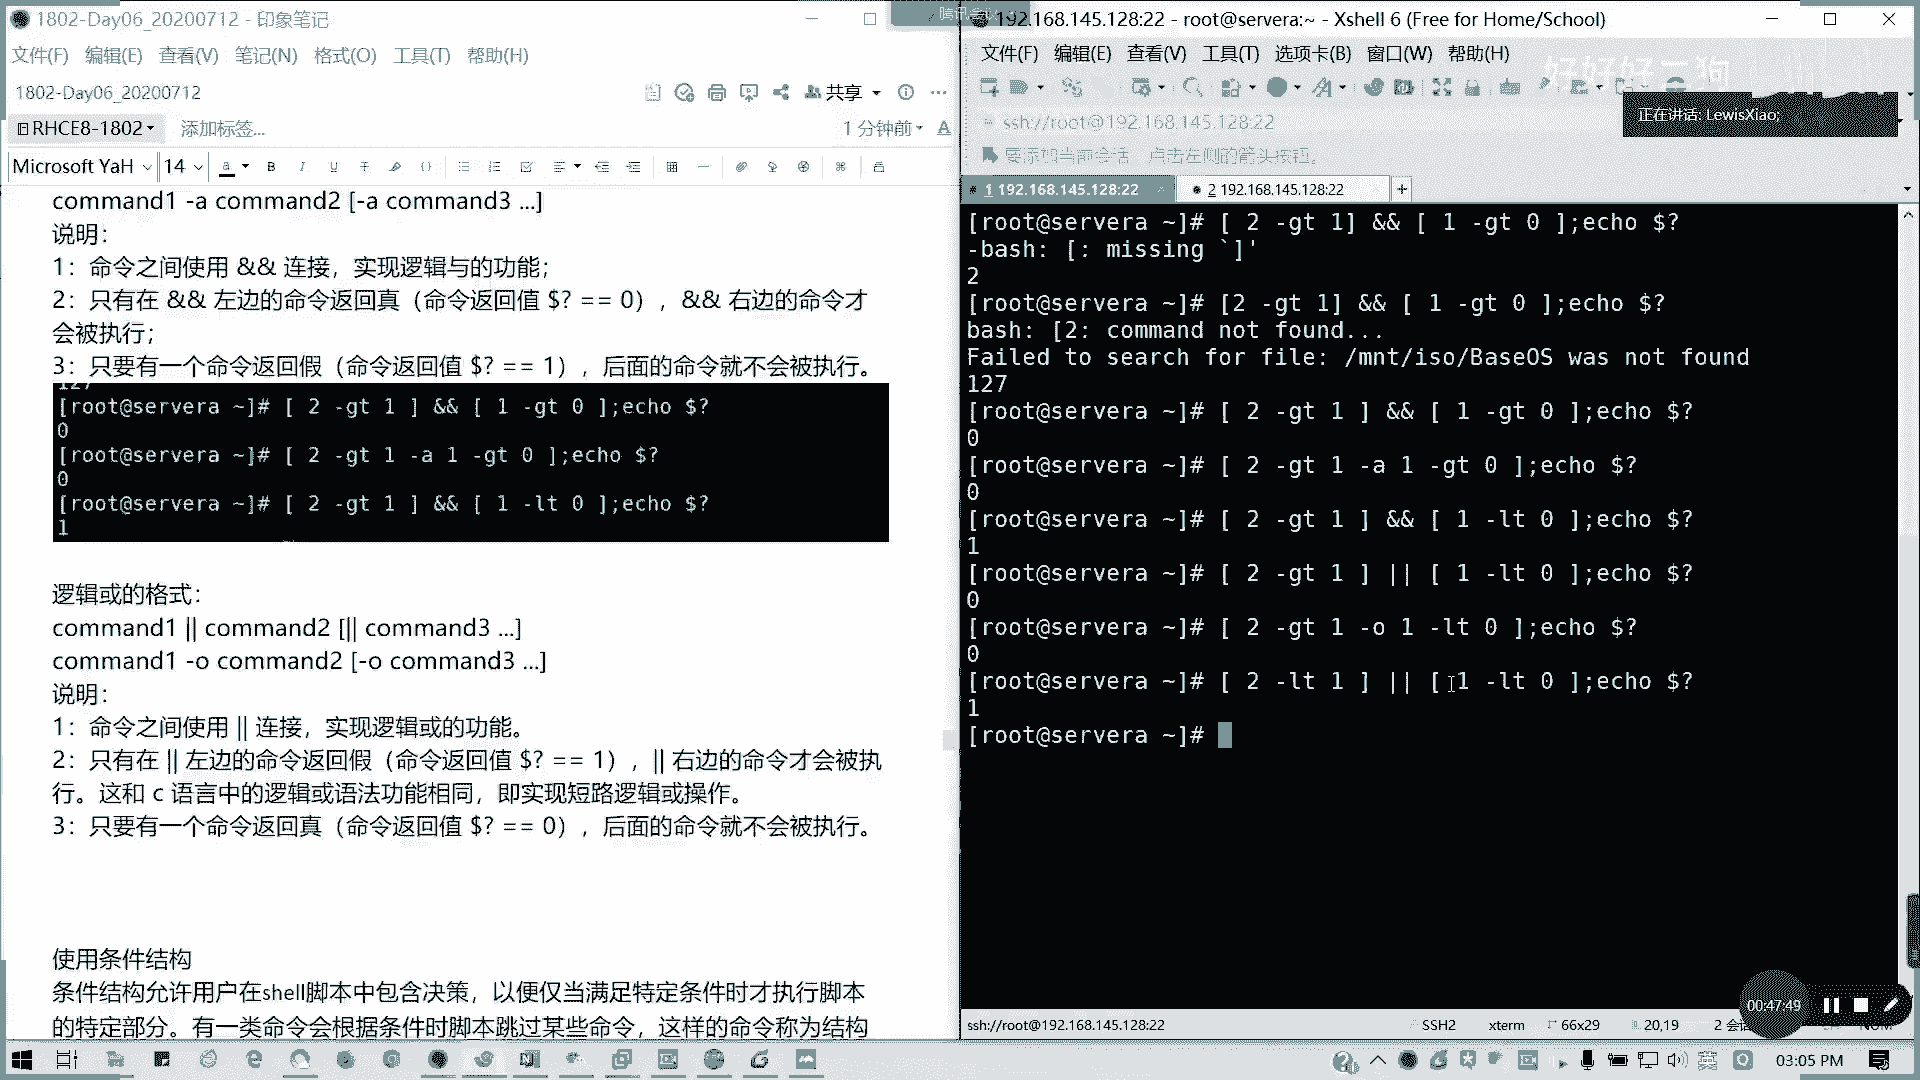 1802-Day06_20200712 - 印象笔记
文件(F) 编辑(E) 查看(V) 笔记(N) 格式(O) 工具(T) 帮助(H)
1802-Day06_20200712
共享
RHCE8-1802
添加标签...
1 分钟前
Microsoft YaH
14
command1 -a command2 [-a command3 ...]
说明：
1：命令之间使用 && 连接，实现逻辑与的功能；
2：只有在 && 左边的命令返回真（命令返回值 $? == 0），&& 右边的命令才
会被执行；
3：只要有一个命令返回假（命令返回值 $? == 1），后面的命令就不会被执行。
127
[root@servera ~]# [ 2 -gt 1 ] && [ 1 -gt 0 ];echo $?
0
[root@servera ~]# [ 2 -gt 1 -a 1 -gt 0 ];echo $?
0
[root@servera ~]# [ 2 -gt 1 ] && [ 1 -lt 0 ];echo $?
1
逻辑或的格式：
command1 || command2 [|| command3 ...]
command1 -o command2 [-o command3 ...]
说明：
1：命令之间使用 || 连接，实现逻辑或的功能。
2：只有在 || 左边的命令返回假（命令返回值 $? == 1），|| 右边的命令才会被执
行。这和 c 语言中的逻辑或语法功能相同，即实现短路逻辑或操作。
3：只要有一个命令返回真（命令返回值 $? == 0），后面的命令就不会被执行。
使用条件结构
条件结构允许用户在shell脚本中包含决策，以便仅当满足特定条件时才执行脚本
的特定部分。有一类命令会根据条件时脚本跳过某些命令，这样的命令称为结构
192.168.145.128:22 - root@servera:~ - Xshell 6 (Free for Home/School)
文件(F) 编辑(E) 查看(V) 工具(T) 选项卡(B) 窗口(W) 帮助(H)
好好好二狗
正在讲话: LewisXiao;
ssh://root@192.168.145.128:22
要添加当前会话，点击左侧的箭头按钮。
1 192.168.145.128:22
2 192.168.145.128:22
[root@servera ~]# [ 2 -gt 1] && [ 1 -gt 0 ];echo $?
-bash: [: missing `]'
2
[root@servera ~]# [2 -gt 1] && [ 1 -gt 0 ];echo $?
bash: [2: command not found...
Failed to search for file: /mnt/iso/BaseOS was not found
127
[root@servera ~]# [ 2 -gt 1 ] && [ 1 -gt 0 ];echo $?
0
[root@servera ~]# [ 2 -gt 1 -a 1 -gt 0 ];echo $?
0
[root@servera ~]# [ 2 -gt 1 ] && [ 1 -lt 0 ];echo $?
1
[root@servera ~]# [ 2 -gt 1 ] || [ 1 -lt 0 ];echo $?
0
[root@servera ~]# [ 2 -gt 1 -o 1 -lt 0 ];echo $?
0
[root@servera ~]# [ 2 -lt 1 ] || [ 1 -lt 0 ];echo $?
1
[root@servera ~]#
00:47:49
ssh://root@192.168.145.128:22
SSH2
xterm
66x29
20,19
英
03:05 PM